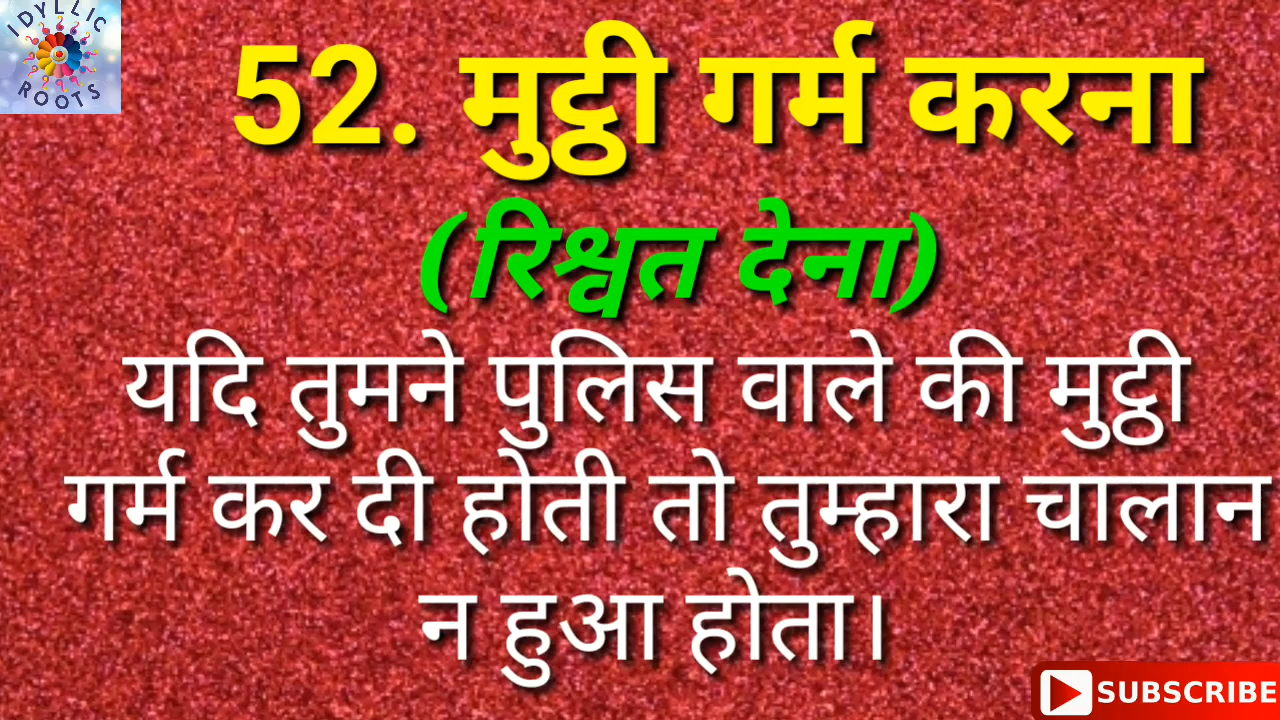 IDYLLIC
ROOTS
52. मुट्ठी गर्म करना
(रिश्वत देना)
यदि तुमने पुलिस वाले की मुट्ठी
गर्म कर दी होती तो तुम्हारा चालान
न हुआ होता।
SUBSCRIBE